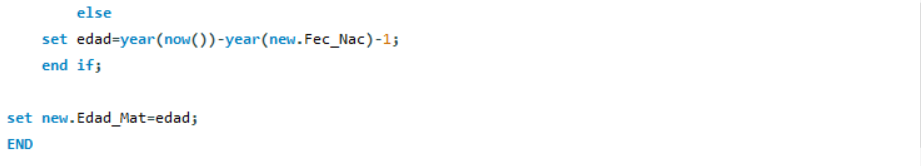 else
set edad=year(now())-year(new.Fec_Nac)-1;
end if;
set new.Edad_Mat=edad;
END